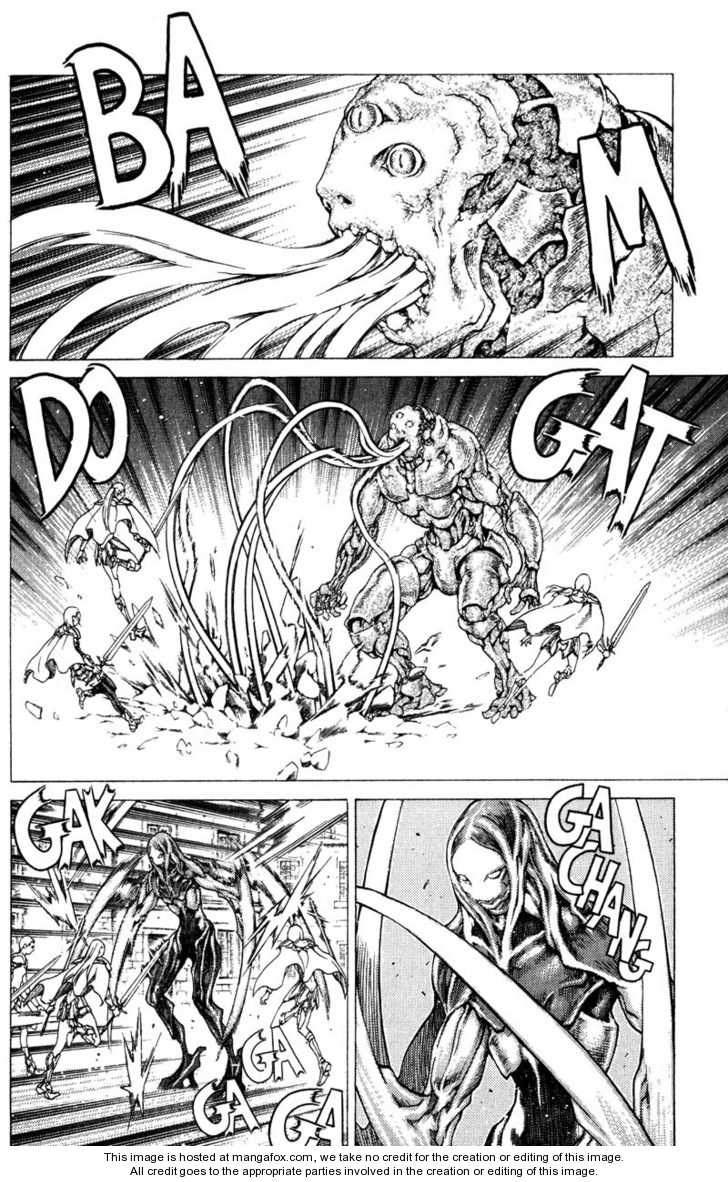 BAM
DO
GAT
GAK
GA
CHANG
GA
GA
GA
This image is hosted at mangafox.com, we take no credit for the creation or editing of this image.
All credit goes to the appropriate parties involved in the creation or editing of this image.